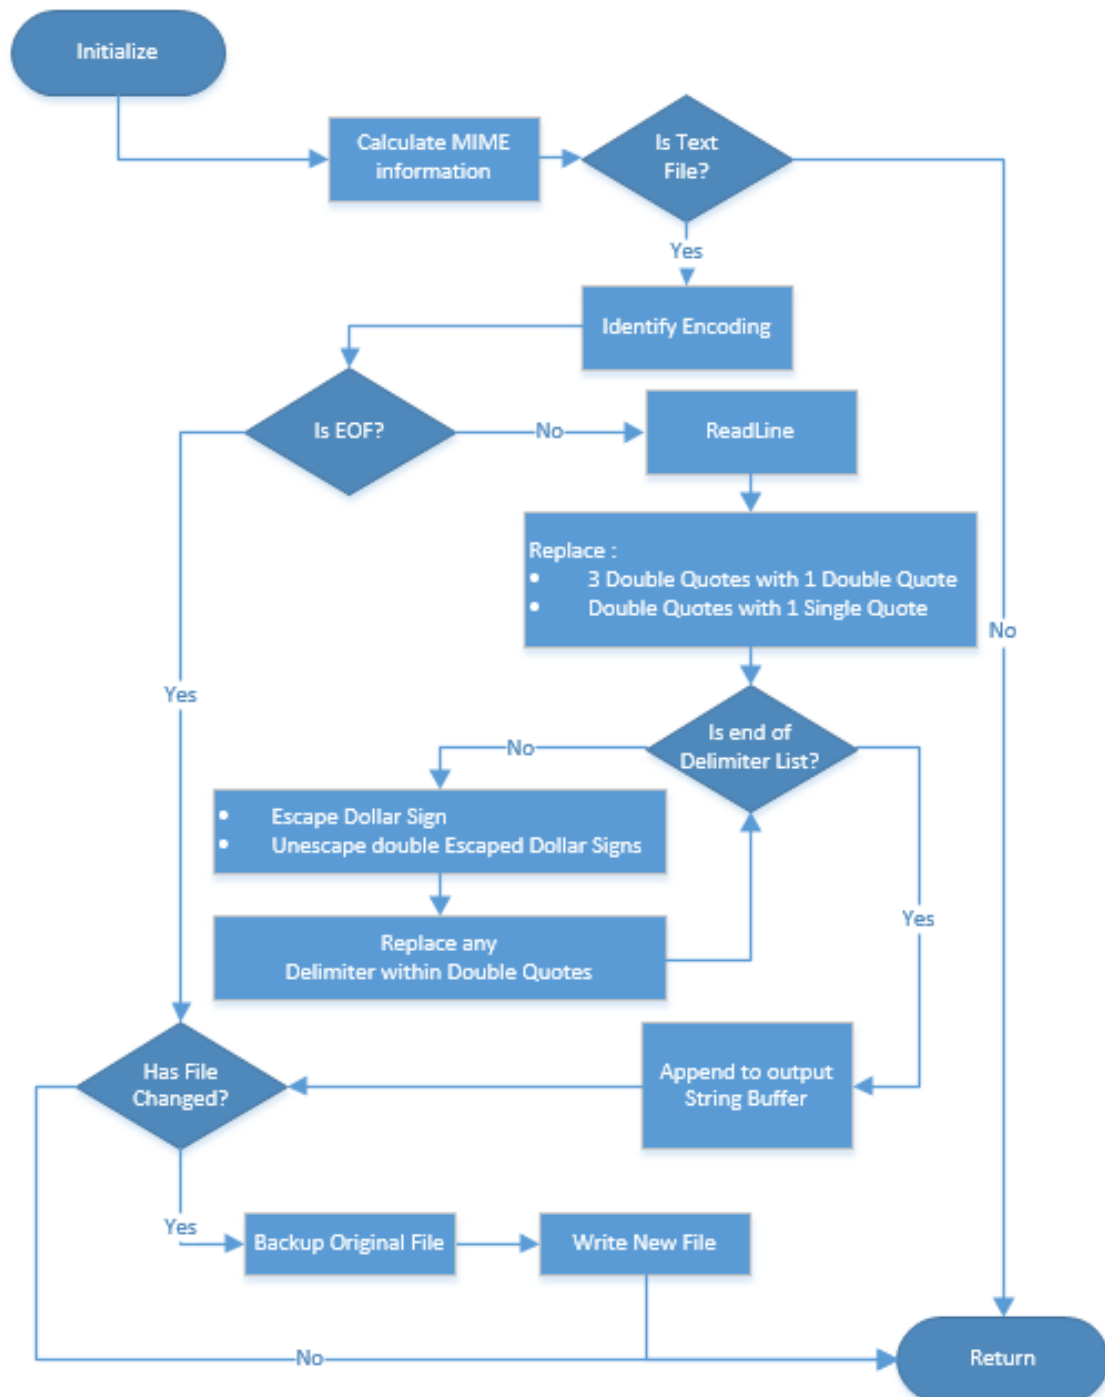 Initialize
Calculate MIME
information
Is Text
File?
Yes
Identify Encoding
Is EOF?
No
ReadLine
Replace :
• 3 Double Quotes with 1 Double Quote
• Double Quotes with 1 Single Quote
No
Yes
Is end of
Delimiter List?
No
• Escape Dollar Sign
• Unescape double Escaped Dollar Signs
Yes
Replace any
Delimiter within Double Quotes
Has File
Changed?
Append to output
String Buffer
Yes
Backup Original File
Write New File
No
Return